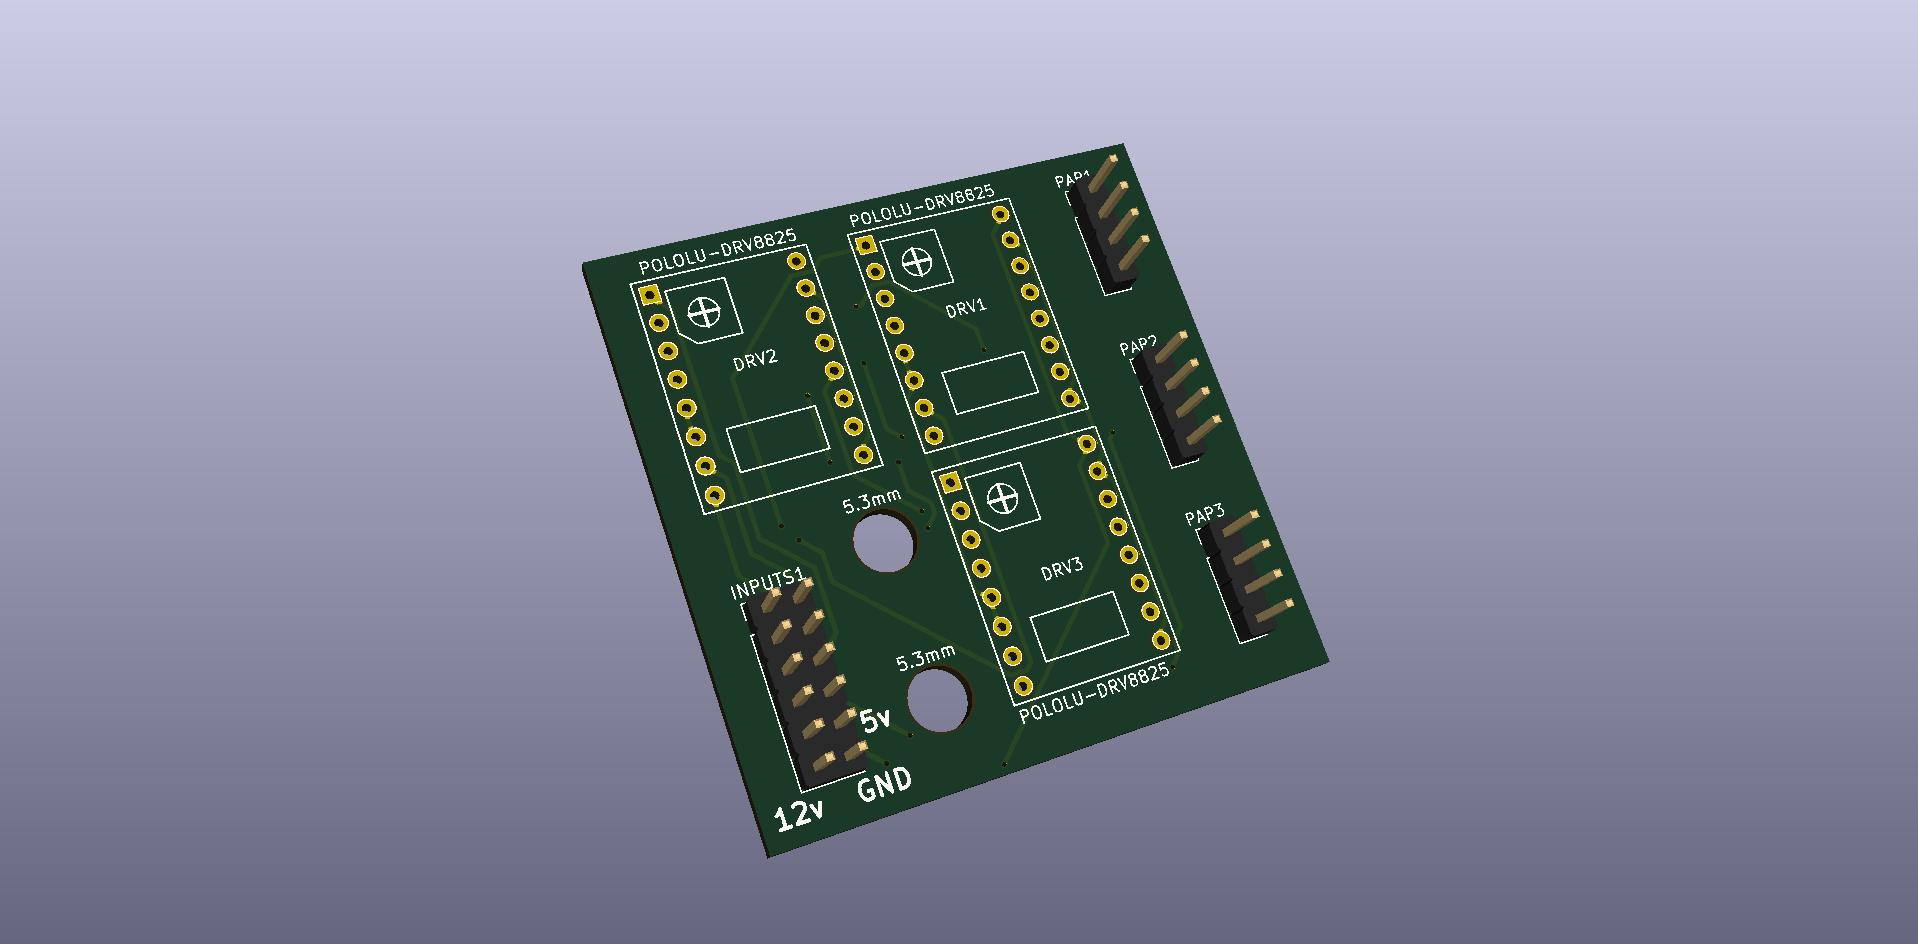 POLOLU-DRV8825
DRV2
POLOLU-DRV8825
DRV1
PAP1
PAP2
PAP3
5.3mm
DRV3
POLOLU-DRV8825
INPUTS1
5.3mm
5v
GND
12v